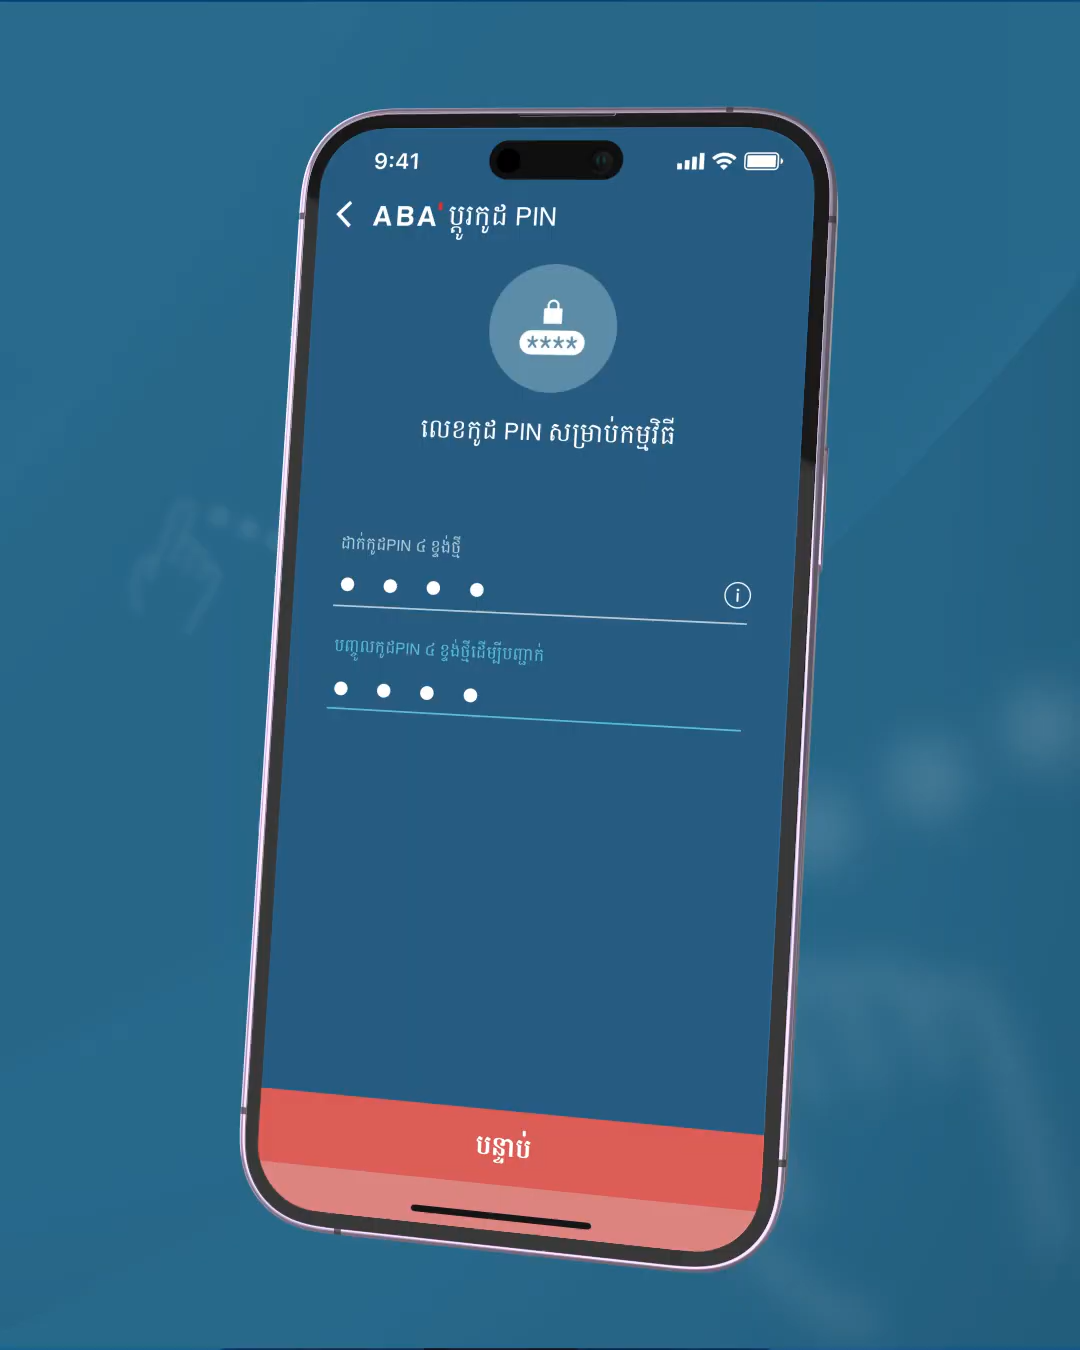 9:41
ABA' ប្ដូរកូដ PIN
****
លេខកូដ PIN សម្រាប់កម្មវិធី
ដាក់កូដPIN ៤ ខ្ទង់ថ្មី
បញ្ចូលកូដPIN ៤ ខ្ទង់ថ្មីដើម្បីបញ្ជាក់
បន្ទាប់